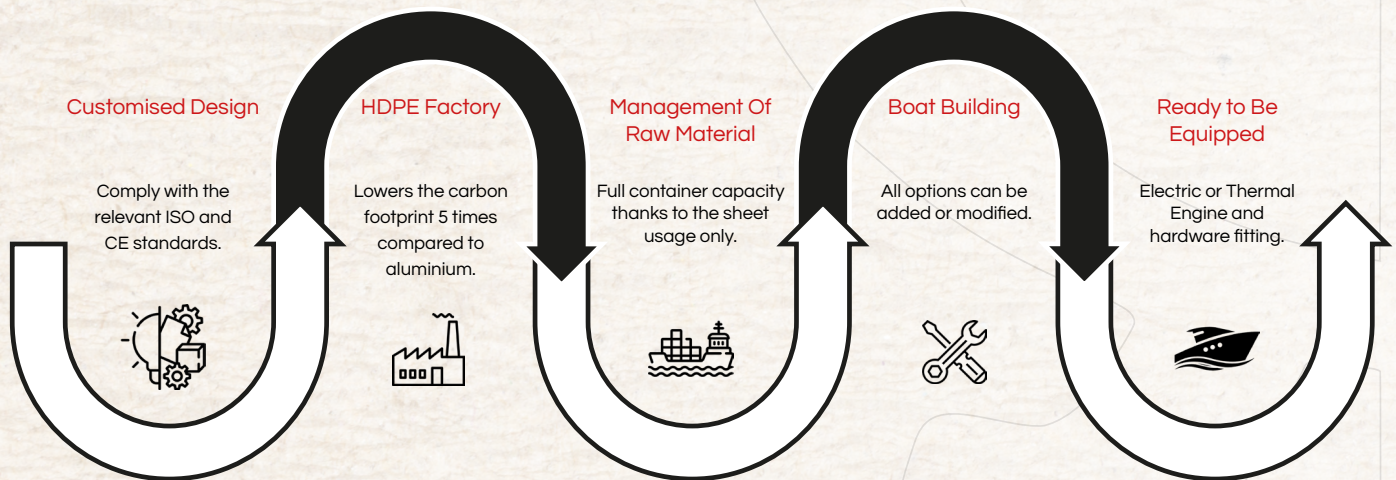 Customised Design
Comply with the
relevant ISO and
CE standards.
HDPE Factory
Lowers the carbon
footprint 5 times
compared to
aluminium.
Management Of
Raw Material
Full container capacity
thanks to the sheet
usage only.
Boat Building
All options can be
added or modified.
Ready to Be
Equipped
Electric or Thermal
Engine and
hardware fitting.